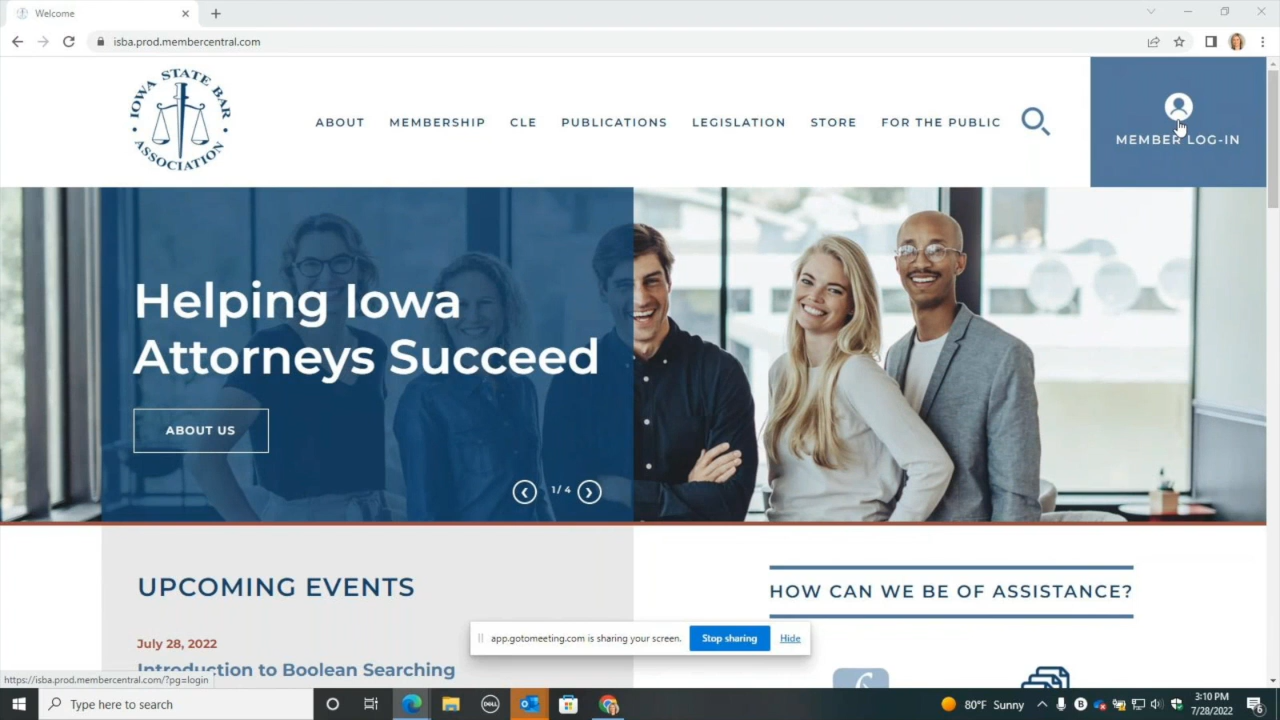 Welcome
isba.prod.membercentral.com
IOWA STATE BAR
ASSOCIATION
ABOUT MEMBERSHIP CLE PUBLICATIONS LEGISLATION STORE FOR THE PUBLIC
MEMBER LOG-IN
Helping Iowa
Attorneys Succeed
ABOUT US
1/4
UPCOMING EVENTS
HOW CAN WE BE OF ASSISTANCE?
July 28, 2022
Introduction to Boolean Searching
app.gotomeeting.com is sharing your screen. Stop sharing Hide
https://isba.prod.membercentral.com/?pg=login
Type here to search
DELL
80°F Sunny
3:10 PM
7/28/2022
6